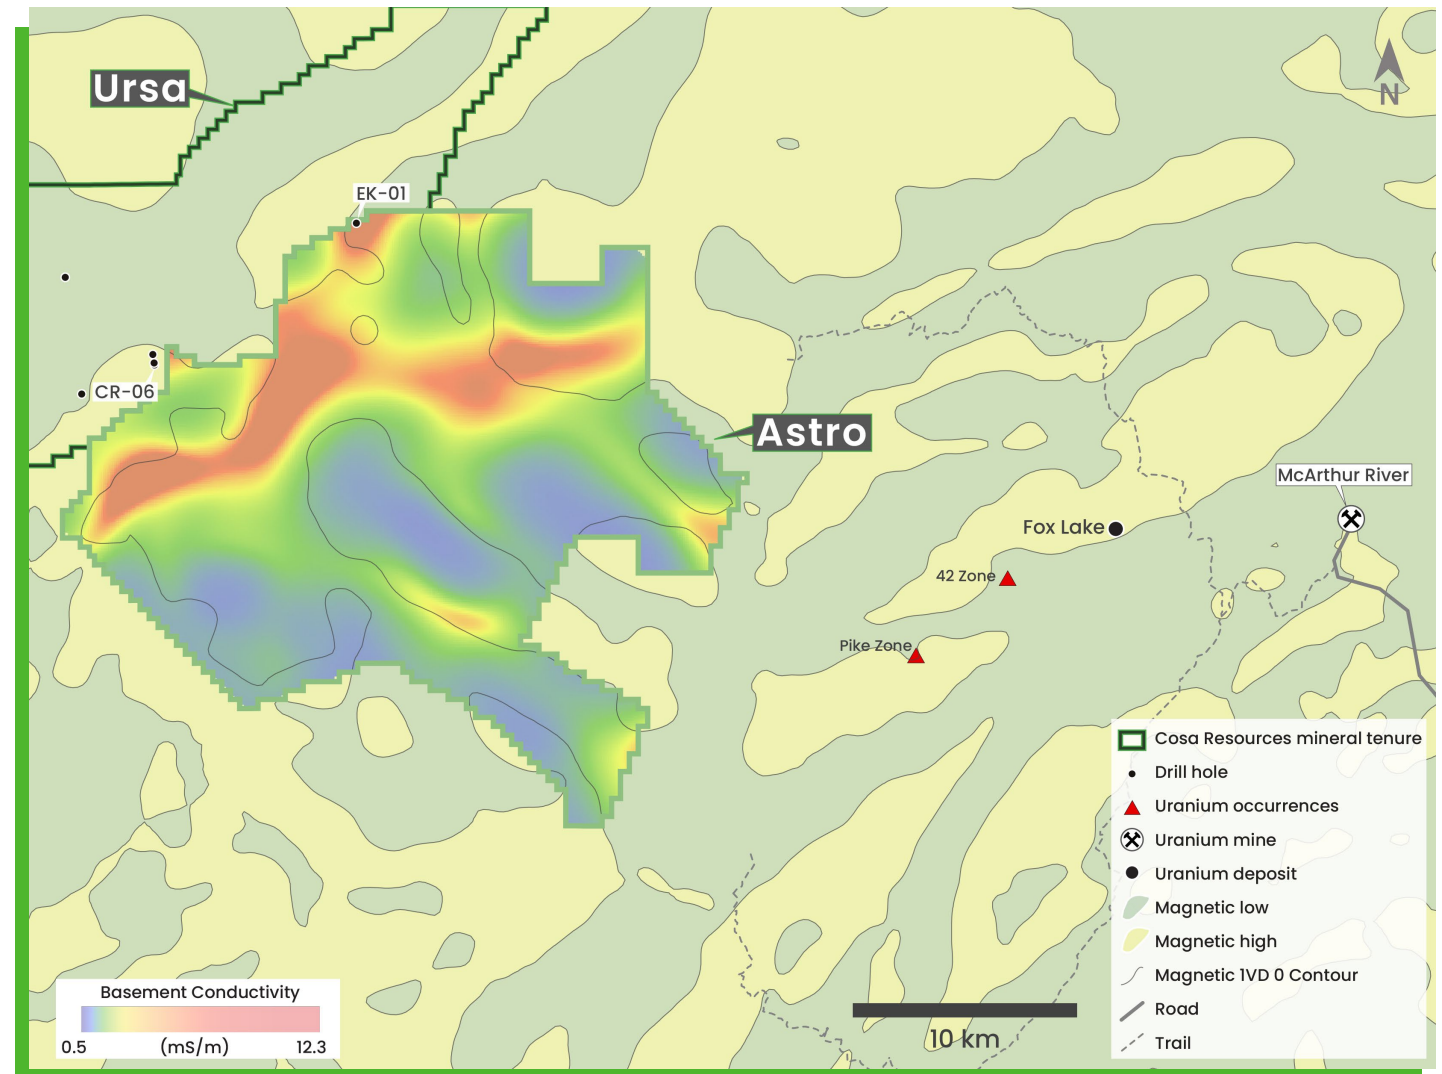 Ursa
N
EK-01
CR-06
Astro
McArthur River
Fox Lake
42 Zone
Pike Zone
Cosa Resources mineral tenure
Drill hole
Uranium occurrences
Uranium mine
Uranium deposit
Magnetic low
Magnetic high
Magnetic 1VD 0 Contour
Road
Trail
Basement Conductivity
0.5 (mS/m) 12.3
10 km